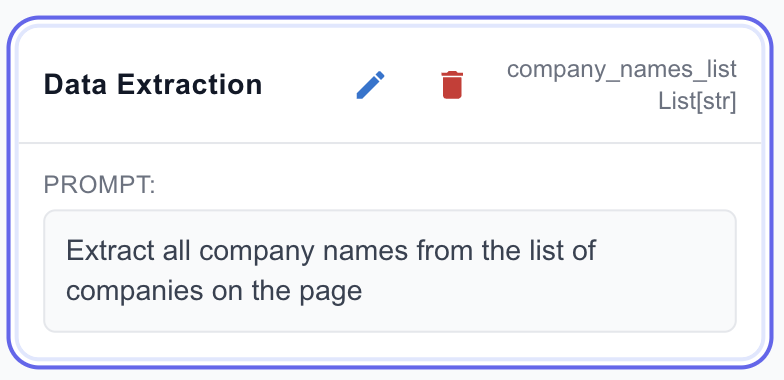 Data Extraction
company_names_list
List[str]
PROMPT:
Extract all company names from the list of
companies on the page